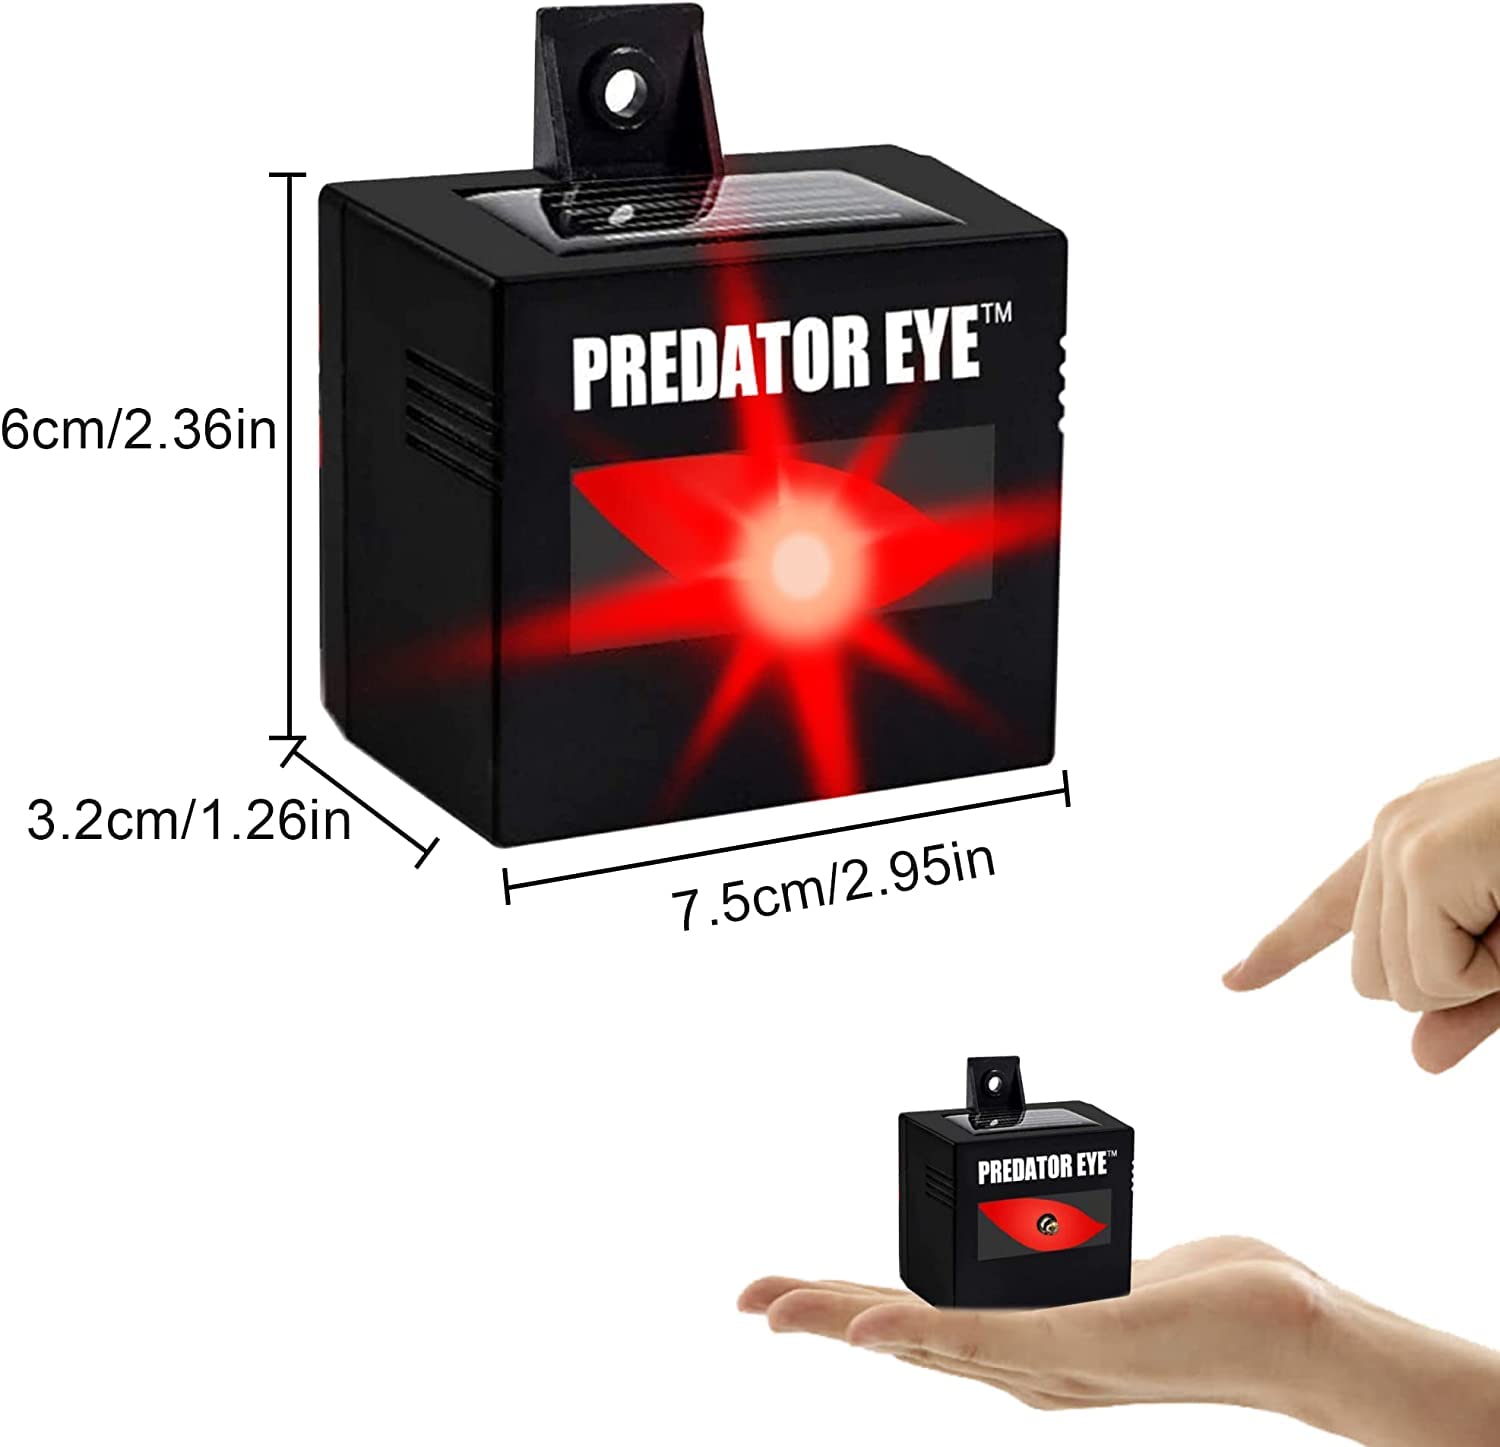 PREDATOR EYE™
6cm/2.36in
3.2cm/1.26in
7.5cm/2.95in
PREDATOR EYE™